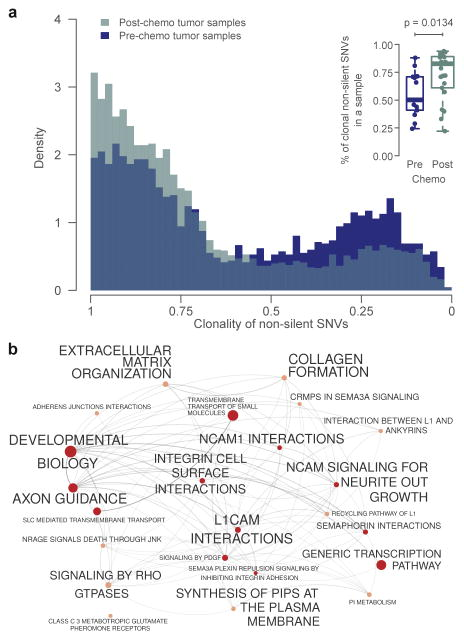 a
Post-chemo tumor samples
Pre-chemo tumor samples
p = 0.0134
4
3
2
1
0
Density
1
0.75
0.5
0.25
0
Clonality of non-silent SNVs
% of clonal non-silent SNVs
in a sample
1.00
0.75
0.50
0.25
0.00
Pre Post
Chemo
b
EXTRACELLULAR
MATRIX
ORGANIZATION
COLLAGEN
FORMATION
ADHERENS JUNCTIONS INTERACTIONS
TRANSMEMBRANE
TRANSPORT OF SMALL
MOLECULES
CRMPS IN SEMA3A SIGNALING
INTERACTION BETWEEN L1 AND
ANKYRINS
DEVELOPMENTAL
BIOLOGY
NCAM1 INTERACTIONS
INTEGRIN CELL
SURFACE
INTERACTIONS
NCAM SIGNALING FOR
NEURITE OUT
GROWTH
AXON GUIDANCE
SLC MEDIATED TRANSMEMBRANE TRANSPORT
L1CAM
INTERACTIONS
RECYCLING PATHWAY OF L1
SEMAPHORIN INTERACTIONS
NRAGE SIGNALS DEATH THROUGH JNK
SIGNALING BY PDGF
GENERIC TRANSCRIPTION
PATHWAY
SIGNALING BY RHO
GTPASES
SEMA3A PLEXIN REPULSION SIGNALING BY
INHIBITING INTEGRIN ADHESION
SYNTHESIS OF PIPS AT
THE PLASMA
MEMBRANE
PI METABOLISM
CLASS C 3 METABOTROPIC GLUTAMATE
PHEROMONE RECEPTORS